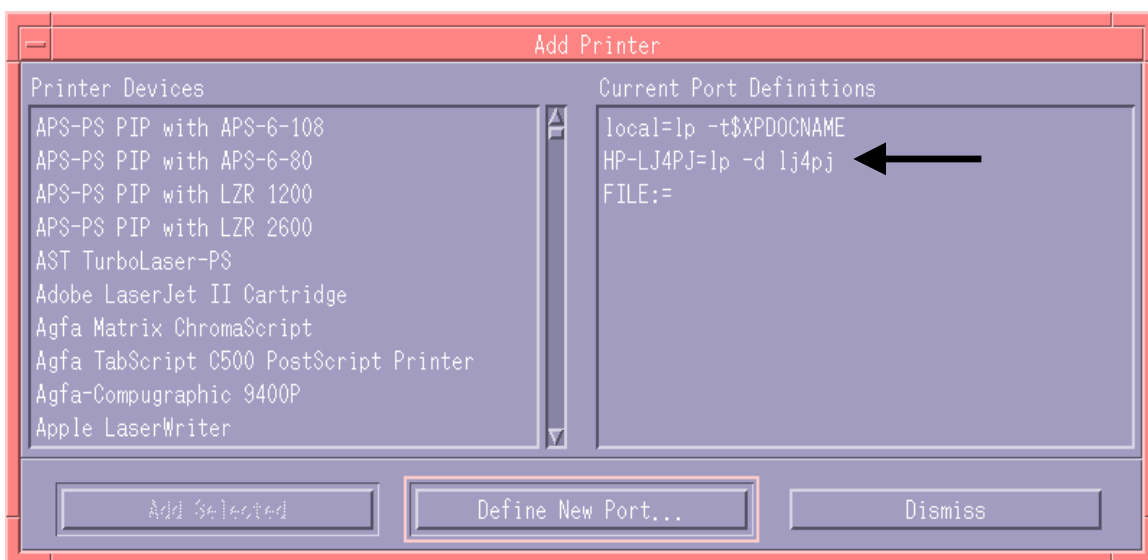 Add Printer
Printer Devices
APS-PS PIP with APS-6-108
APS-PS PIP with APS-6-80
APS-PS PIP with LZR 1200
APS-PS PIP with LZR 2600
AST TurboLaser-PS
Adobe LaserJet II Cartridge
Agfa Matrix ChromaScript
Agfa TabScript C500 PostScript Printer
Agfa-Compugraphic 9400P
Apple LaserWriter
Current Port Definitions
local=lp -t$XPDOCNAME
HP-LJ4PJ=lp -d lj4pj
FILE:=
Add Selected
Define New Port...
Dismiss